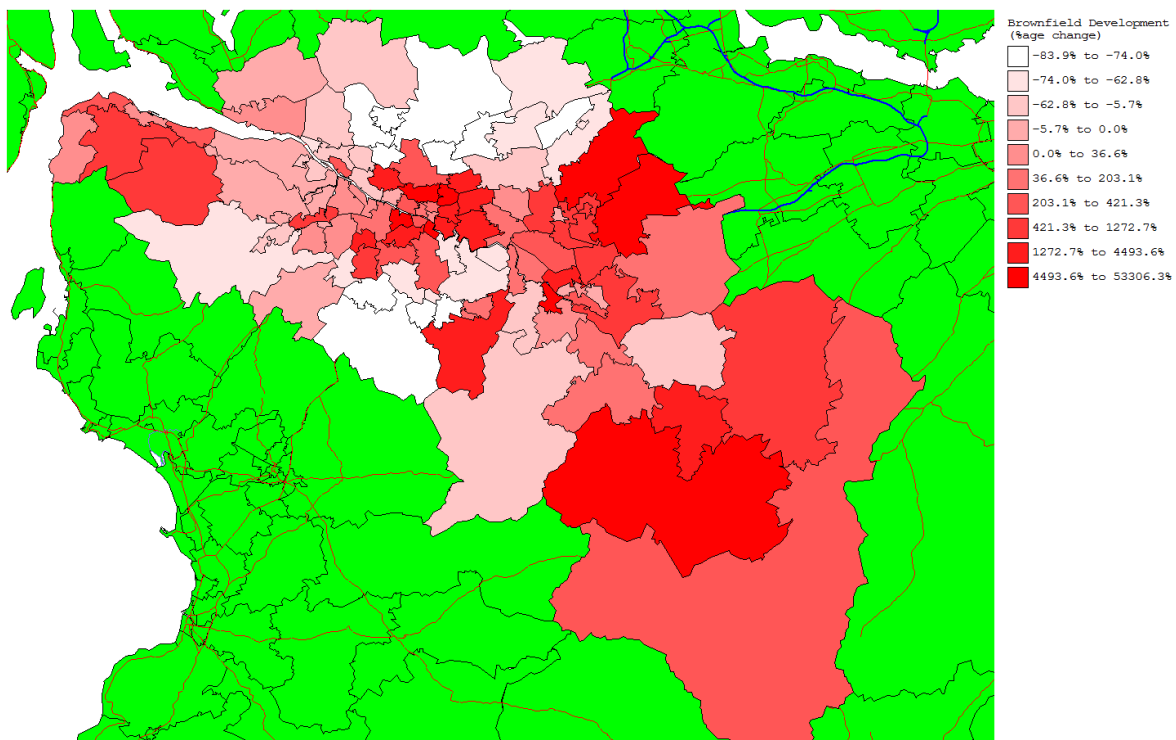 Brownfield Development
(%age change)
-83.9% to -74.0%
-74.0% to -62.8%
-62.8% to -5.7%
-5.7% to 0.0%
0.0% to 36.6%
36.6% to 203.1%
203.1% to 421.3%
421.3% to 1272.7%
1272.7% to 4493.6%
4493.6% to 53306.3%